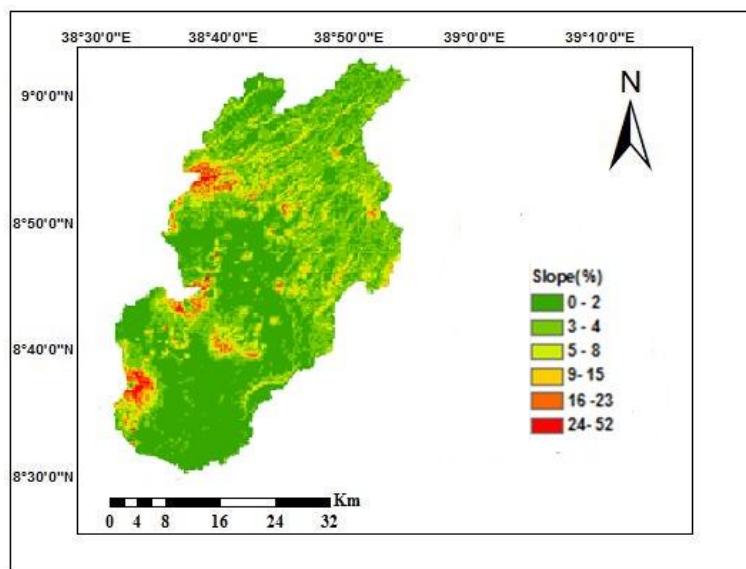 38°30'0"E 38°40'0"E 38°50'0"E 39°0'0"E 39°10'0"E
9°0'0"N
N
8°50'0"N
Slope(%)
0 - 2
3 - 4
5 - 8
9- 15
16 -23
24- 52
8°40'0"N
8°30'0"N
Km
0 4 8 16 24 32